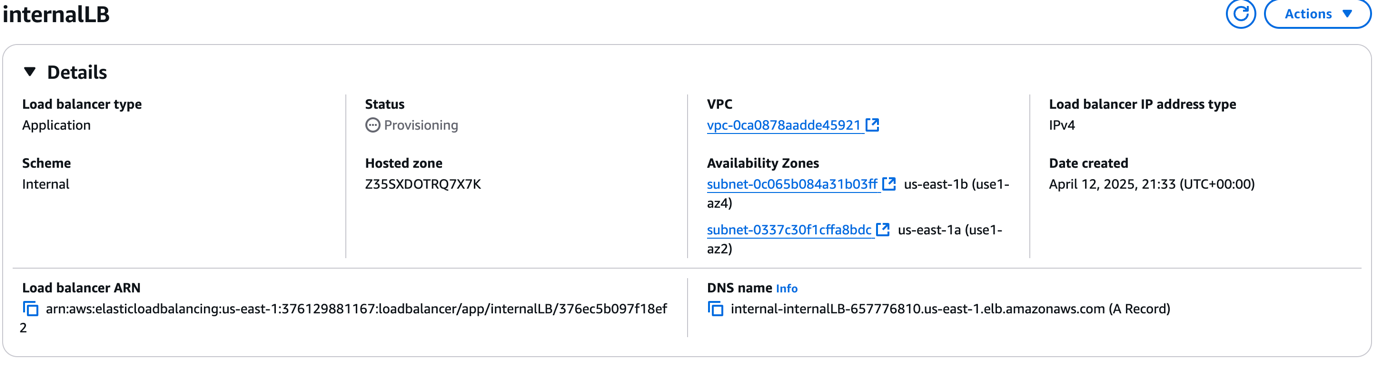 internalLB
Actions
Details
Load balancer type
Application
Status
Provisioning
VPC
vpc-0ca0878aadde45921
Load balancer IP address type
IPv4
Scheme
Internal
Hosted zone
Z35SXDOTRQ7X7K
Availability Zones
subnet-0c065b084a31b03ff us-east-1b (use1-
az4)
subnet-0337c30f1cffa8bdc us-east-1a (use1-
az2)
Date created
April 12, 2025, 21:33 (UTC+00:00)
Load balancer ARN
arn:aws:elasticloadbalancing:us-east-1:376129881167:loadbalancer/app/internalLB/376ec5b097f18ef
2
DNS name Info
internal-internalLB-657776810.us-east-1.elb.amazonaws.com (A Record)